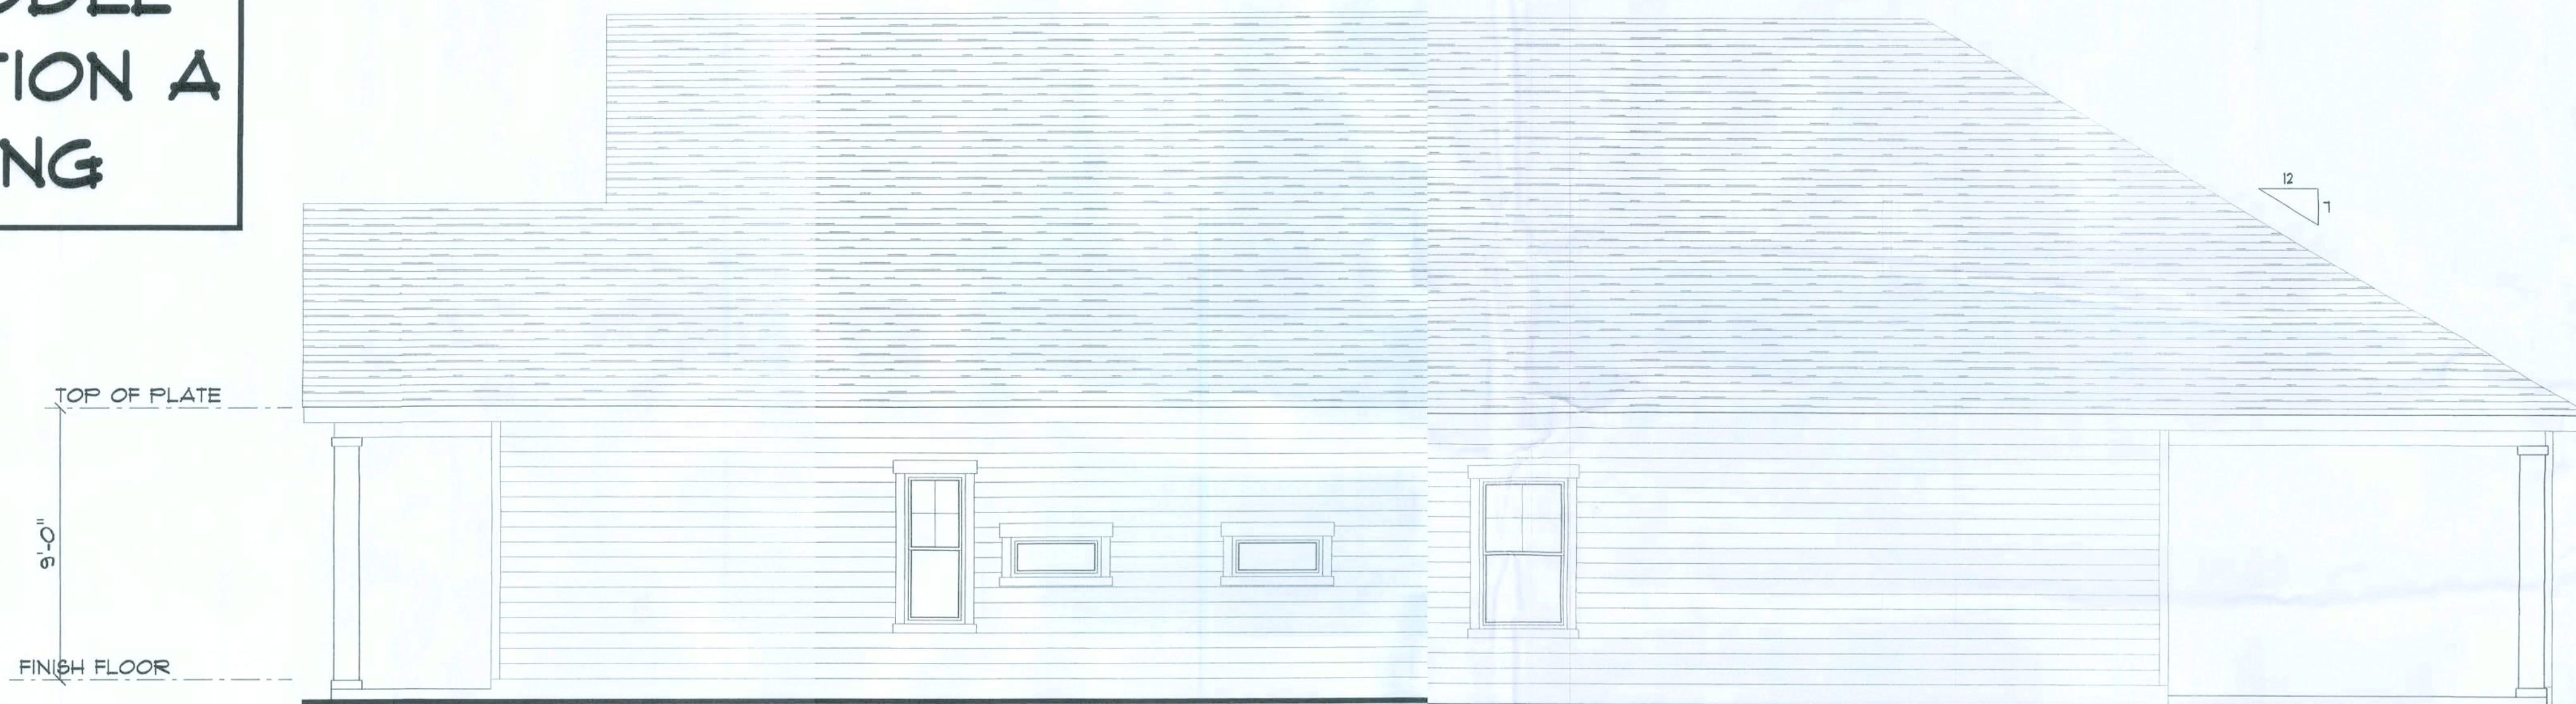 TION A
NG
12
7
TOP OF PLATE
9'-0"
FINISH FLOOR